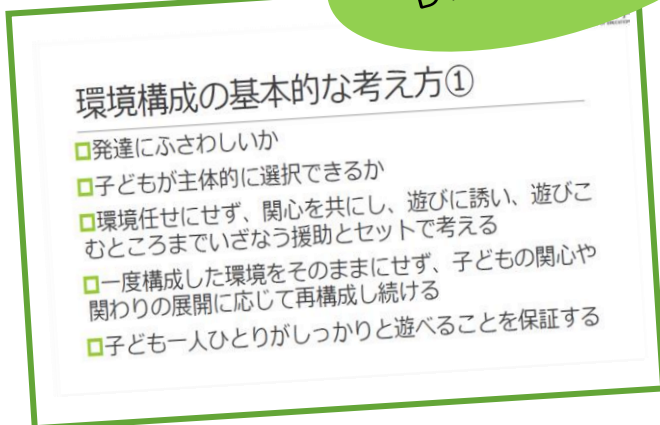 環境構成の基本的な考え方①
発達にふさわしいか
子どもが主体的に選択できるか
環境任せにせず、関心を共にし、遊びに誘い、遊びこ
むところまでいざなう援助とセットで考える
一度構成した環境をそのままにせず、子どもの関心や
関わりの展開に応じて再構成し続ける
子ども一人ひとりがしっかりと遊べることを保証する